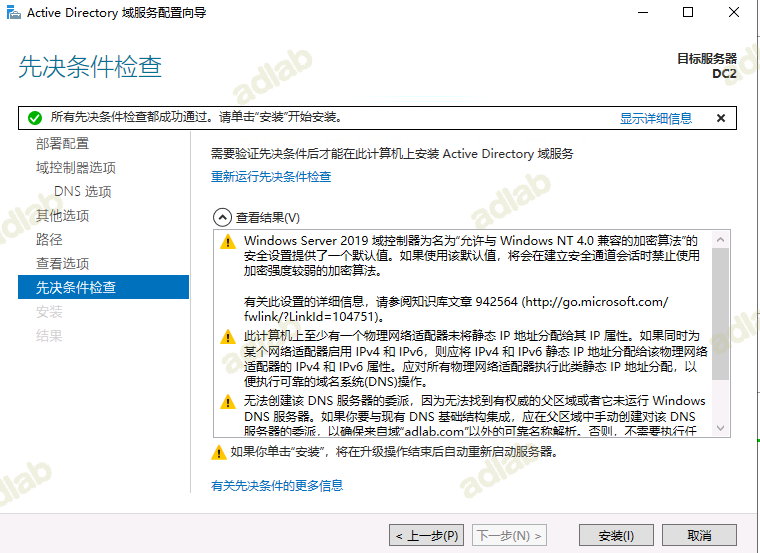 Active Directory 域服务配置向导
先决条件检查
目标服务器
DC2
所有先决条件检查都成功通过。请单击“安装”开始安装。
显示详细信息
部署配置
域控制器选项
DNS 选项
其他选项
路径
查看选项
先决条件检查
安装
结果
需要验证先决条件后才能在此计算机上安装 Active Directory 域服务
重新运行先决条件检查
查看结果(V)
Windows Server 2019 域控制器为名为“允许与 Windows NT 4.0 兼容的加密算法”的
安全设置提供了一个默认值。如果使用该默认值，将会在建立安全通道会话时禁止使用
加密强度较弱的加密算法。
有关此设置的详细信息，请参阅知识库文章 942564 (http://go.microsoft.com/
fwlink/?LinkId=104751)。
此计算机上至少有一个物理网络适配器未将静态 IP 地址分配给其 IP 属性。如果同时为
某个网络适配器启用 IPv4 和 IPv6，则应将 IPv4 和 IPv6 静态 IP 地址分配给该物理网络
适配器的 IPv4 和 IPv6 属性。应对所有物理网络适配器执行此类静态 IP 地址分配，以
便执行可靠的域名系统(DNS)操作。
无法创建该 DNS 服务器的委派，因为无法找到有权威的父区域或者它未运行 Windows
DNS 服务器。如果你要与现有 DNS 基础结构集成，应在父区域中手动创建对该 DNS
服务器的委派，以确保来自域“adlab.com”以外的可靠名称解析。否则，不需要执行任
如果你单击“安装”，将在升级操作结束后自动重新启动服务器。
有关先决条件的更多信息
< 上一步(P)
下一步(N) >
安装(I)
取消
adlab
adlab
adlab
adlab
adlab
adlab
adlab